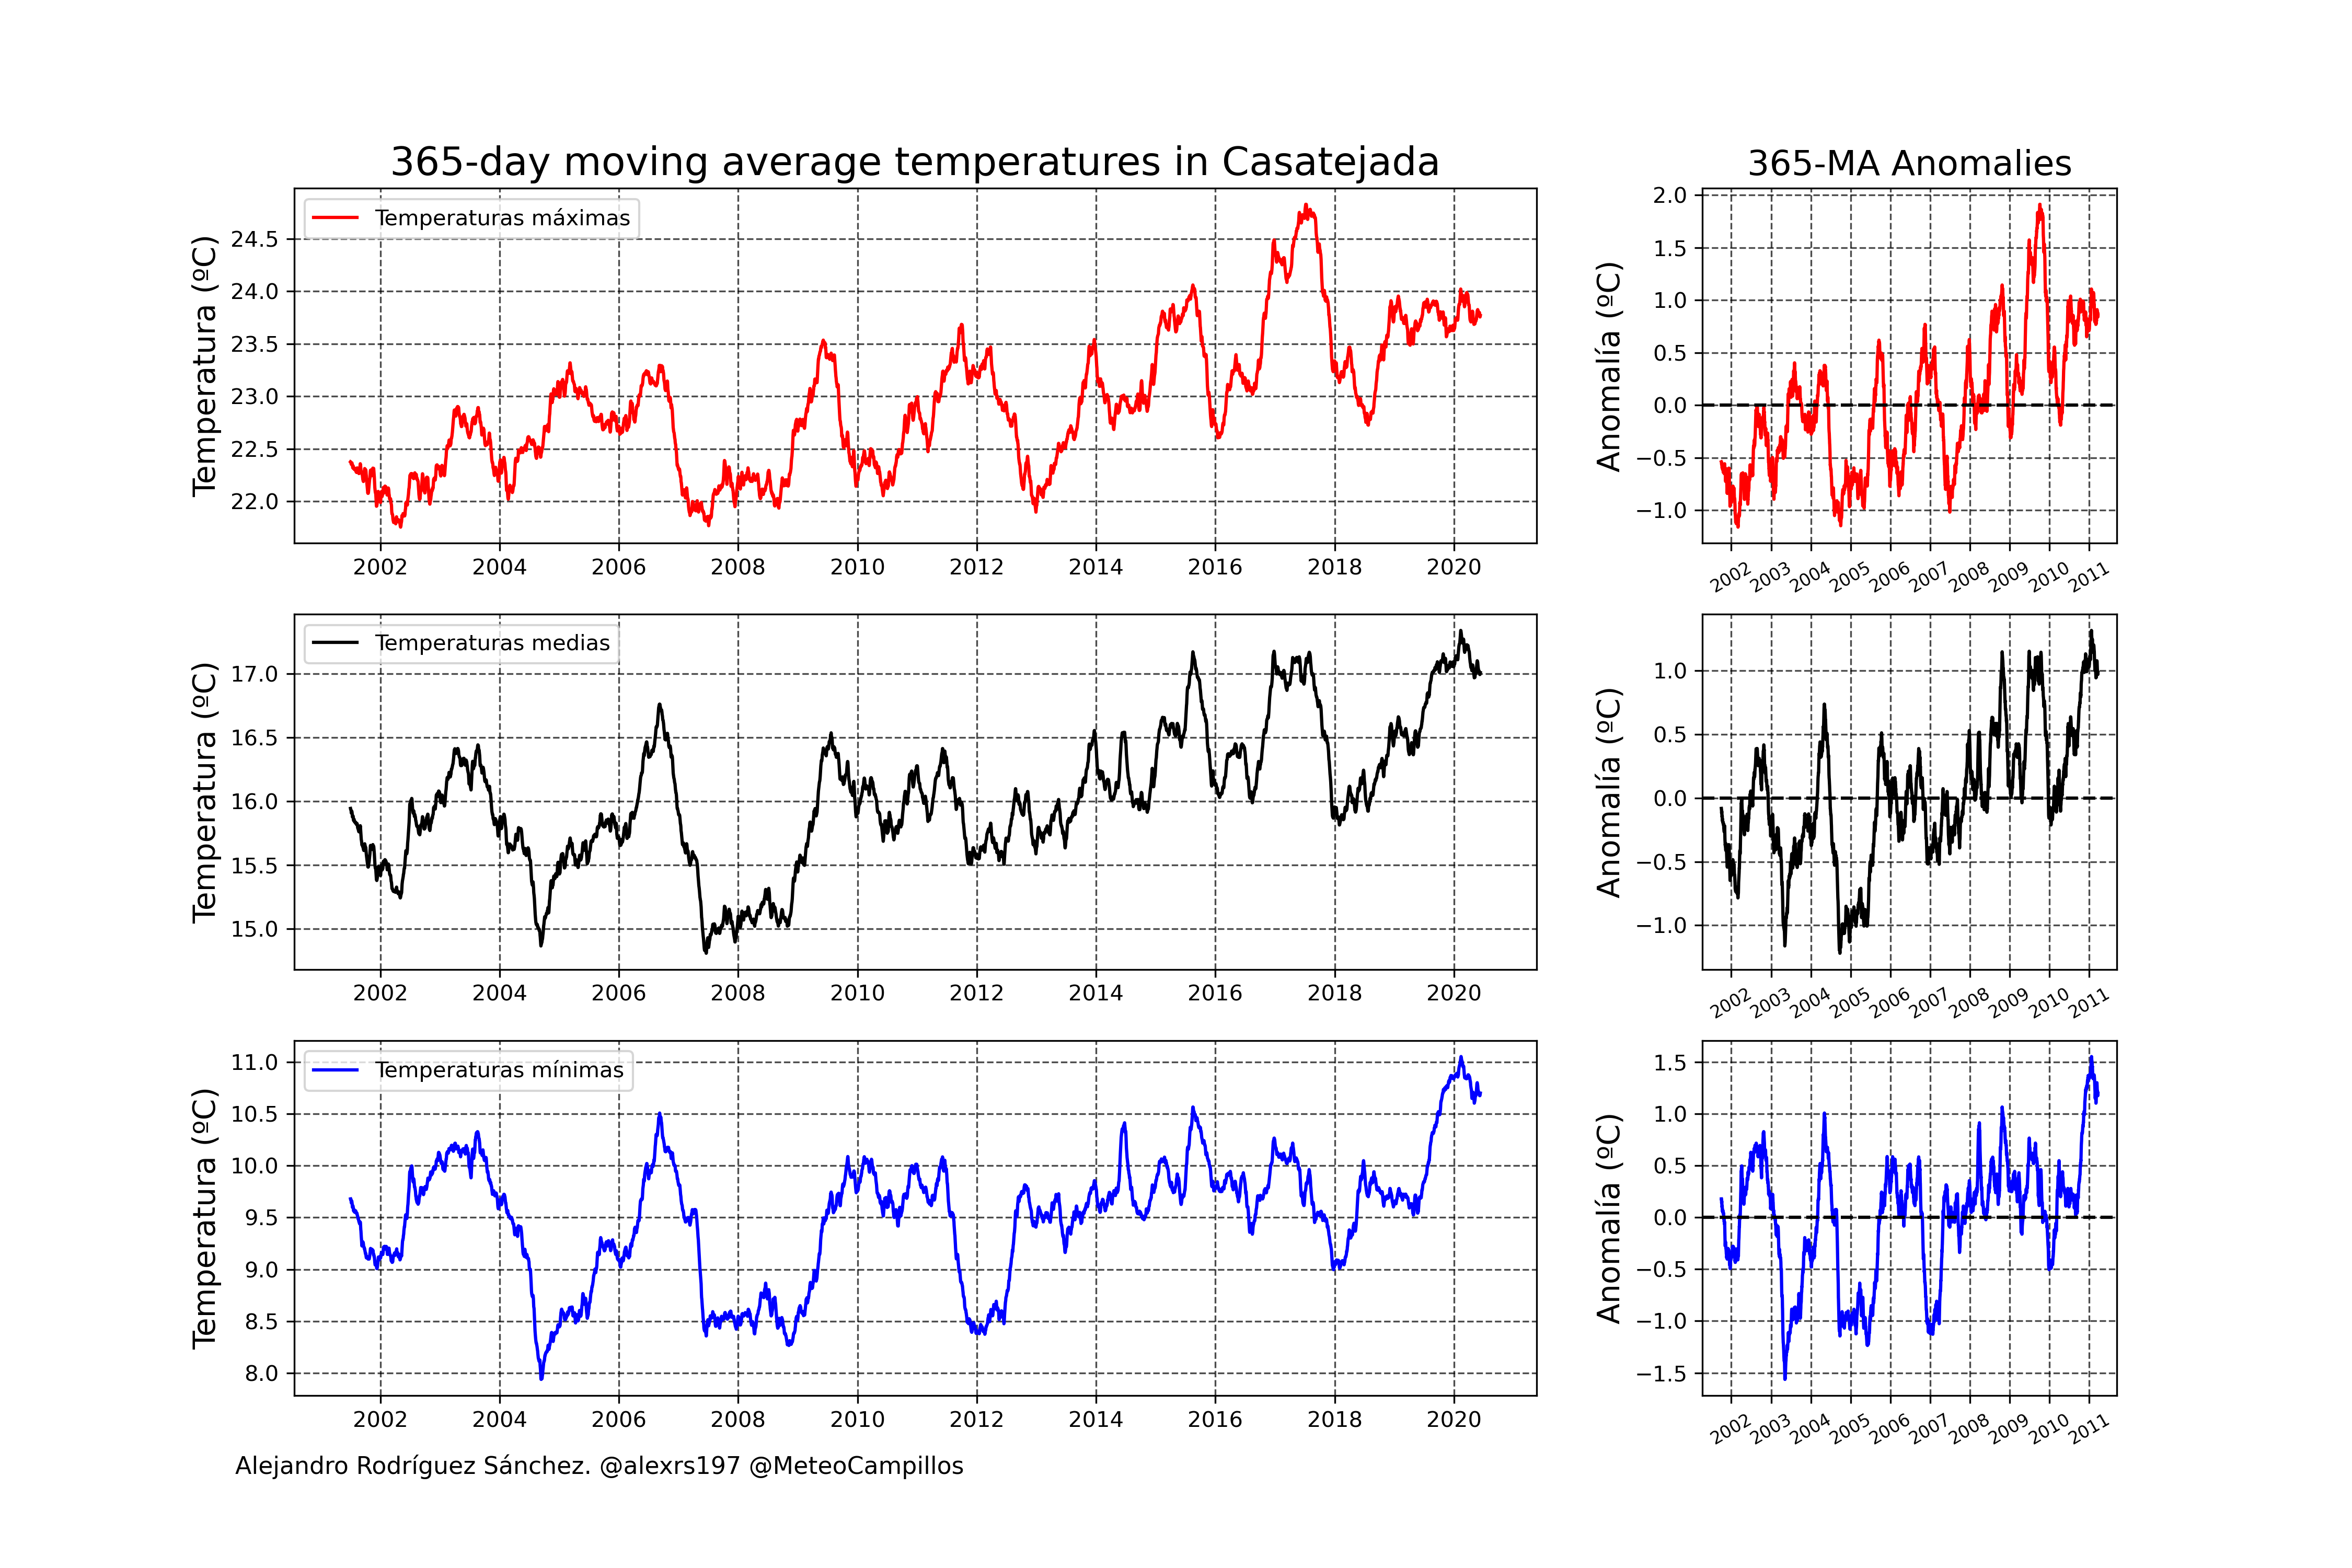 365-day moving average temperatures in Casatejada
365-MA Anomalies
Temperatura (ºC)
Temperaturas máximas
24.5
24.0
23.5
23.0
22.5
22.0
2002 2004 2006 2008 2010 2012 2014 2016 2018 2020
Anomalía (ºC)
2.0
1.5
1.0
0.5
0.0
−0.5
−1.0
2002 2003 2004 2005 2006 2007 2008 2009 2010 2011
Temperatura (ºC)
Temperaturas medias
17.0
16.5
16.0
15.5
15.0
2002 2004 2006 2008 2010 2012 2014 2016 2018 2020
Anomalía (ºC)
1.0
0.5
0.0
−0.5
−1.0
2002 2003 2004 2005 2006 2007 2008 2009 2010 2011
Temperatura (ºC)
Temperaturas mínimas
11.0
10.5
10.0
9.5
9.0
8.5
8.0
2002 2004 2006 2008 2010 2012 2014 2016 2018 2020
Anomalía (ºC)
1.5
1.0
0.5
0.0
−0.5
−1.0
−1.5
2002 2003 2004 2005 2006 2007 2008 2009 2010 2011
Alejandro Rodríguez Sánchez. @alexrs197 @MeteoCampillos